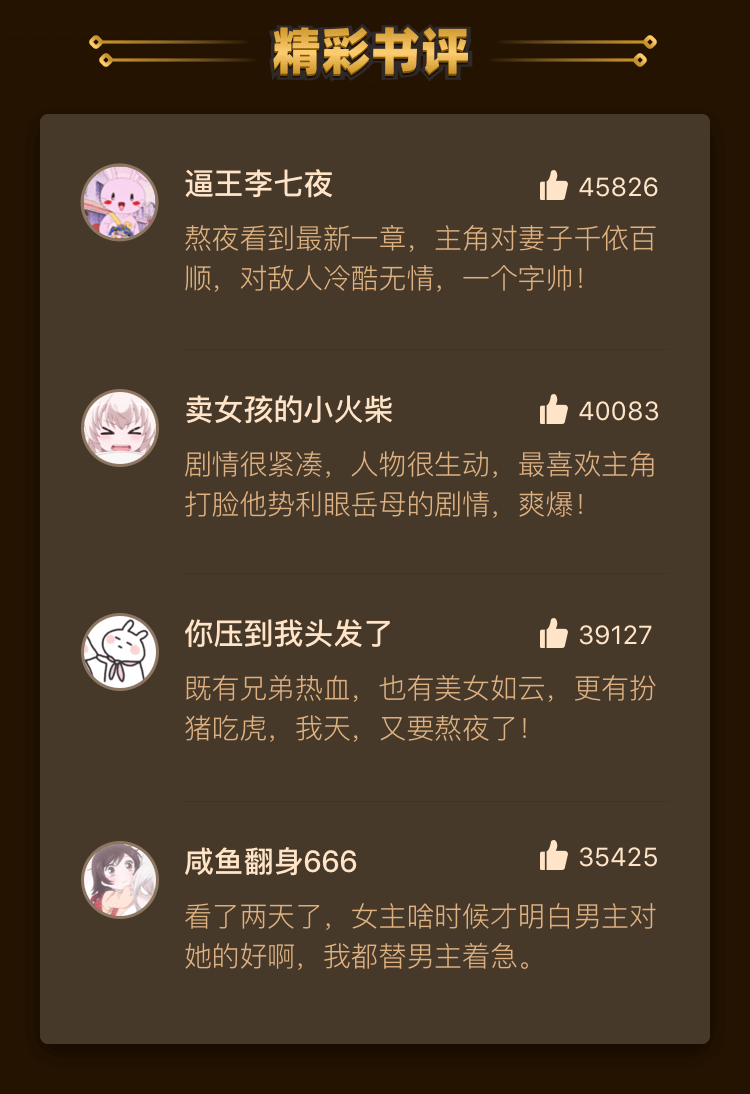 精彩书评
逼王李七夜
45826
熬夜看到最新一章，主角对妻子千依百
顺，对敌人冷酷无情，一个字帅！
卖女孩的小火柴
40083
剧情很紧凑，人物很生动，最喜欢主角
打脸他势利眼岳母的剧情，爽爆！
你压到我头发了
39127
既有兄弟热血，也有美女如云，更有扮
猪吃虎，我天，又要熬夜了！
咸鱼翻身666
35425
看了两天了，女主啥时候才明白男主对
她的好啊，我都替男主着急。